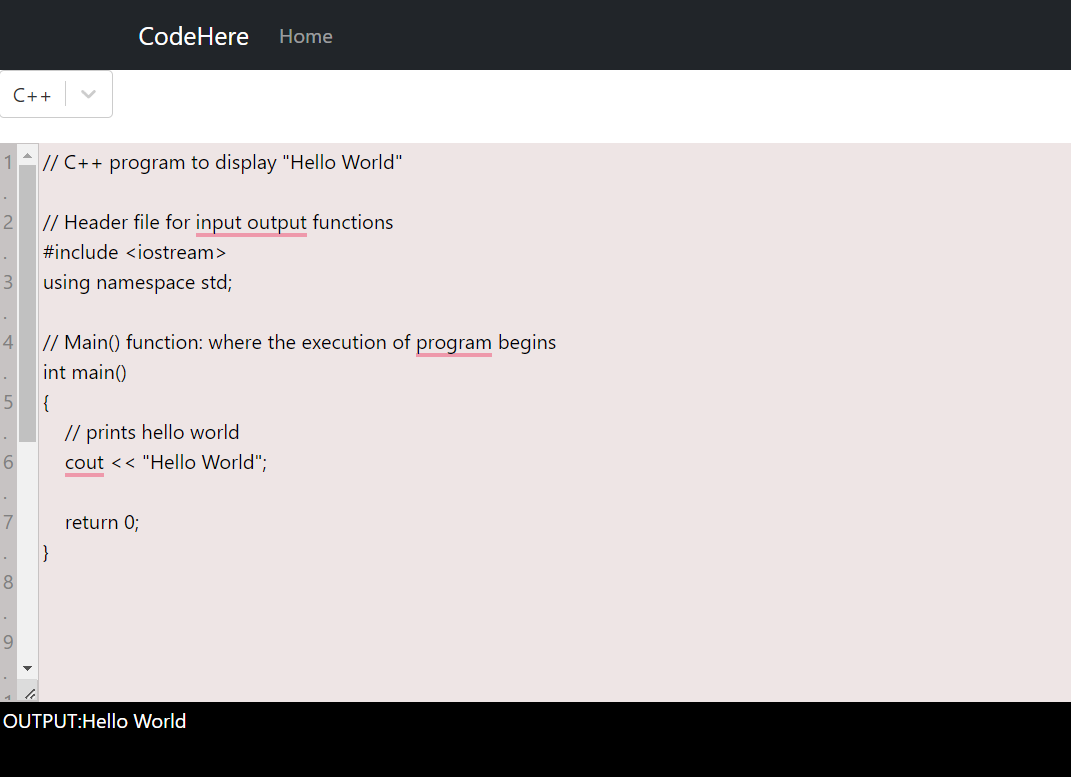 CodeHere Home
C++
1 // C++ program to display "Hello World"
.
2 // Header file for input output functions
. #include <iostream>
3 using namespace std;
.
4 // Main() function: where the execution of program begins
. int main()
5 {
. // prints hello world
6 cout << "Hello World";
.
7 return 0;
. }
8
.
9
.
OUTPUT:Hello World